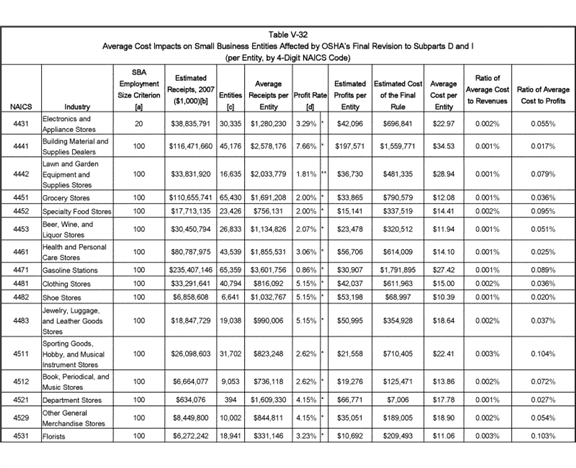 Table V-32
Average Cost Impacts on Small Business Entities Affected by OSHA's Final Revision to Subparts D and I
(per Entity, by 4-Digit NAICS Code)
NAICS Industry SBA Employment Size Criterion [a] Estimated Receipts, 2007 ($1,000)[b] Entities [c] Average Receipts per Entity Profit Rate [d] Estimated Profits per Entity Estimated Cost of the Final Rule Average Cost per Entity Ratio of Average Cost to Revenues Ratio of Average Cost to Profits
4431 Electronics and Appliance Stores 20 $38,835,791 30,335 $1,280,230 3.29% * $42,096 $696,841 $22.97 0.002% 0.055%
4441 Building Material and Supplies Dealers 100 $116,471,660 45,176 $2,578,176 7.66% * $197,571 $1,559,771 $34.53 0.001% 0.017%
4442 Lawn and Garden Equipment and Supplies Stores 100 $33,831,920 16,635 $2,033,779 1.81% ** $36,730 $481,335 $28.94 0.001% 0.079%
4451 Grocery Stores 100 $110,655,741 65,430 $1,691,208 2.00% * $33,865 $790,579 $12.08 0.001% 0.036%
4452 Specialty Food Stores 100 $17,713,135 23,426 $756,131 2.00% * $15,141 $337,519 $14.41 0.002% 0.095%
4453 Beer, Wine, and Liquor Stores 100 $30,450,794 26,833 $1,134,826 2.07% * $23,478 $320,512 $11.94 0.001% 0.051%
4461 Health and Personal Care Stores 100 $80,787,975 43,539 $1,855,531 3.06% * $56,706 $614,009 $14.10 0.001% 0.025%
4471 Gasoline Stations 100 $235,407,146 65,359 $3,601,756 0.86% * $30,907 $1,791,895 $27.42 0.001% 0.089%
4481 Clothing Stores 100 $33,291,641 40,794 $816,092 5.15% * $42,037 $611,963 $15.00 0.002% 0.036%
4482 Shoe Stores 100 $6,858,608 6,641 $1,032,767 5.15% * $53,198 $68,997 $10.39 0.001% 0.020%
4483 Jewelry, Luggage, and Leather Goods Stores 100 $18,847,729 19,038 $990,006 5.15% * $50,995 $354,928 $18.64 0.002% 0.037%
4511 Sporting Goods, Hobby, and Musical Instrument Stores 100 $26,098,603 31,702 $823,248 2.62% * $21,558 $710,405 $22.41 0.003% 0.104%
4512 Book, Periodical, and Music Stores 100 $6,664,077 9,053 $736,118 2.62% * $19,276 $125,471 $13.86 0.002% 0.072%
4521 Department Stores 100 $634,076 394 $1,609,330 4.15% * $66,771 $7,006 $17.78 0.001% 0.027%
4529 Other General Merchandise Stores 100 $8,449,800 10,002 $844,811 4.15% * $35,051 $189,005 $18.90 0.002% 0.054%
4531 Florists 100 $6,272,242 18,941 $331,146 3.23% * $10,692 $209,493 $11.06 0.003% 0.103%